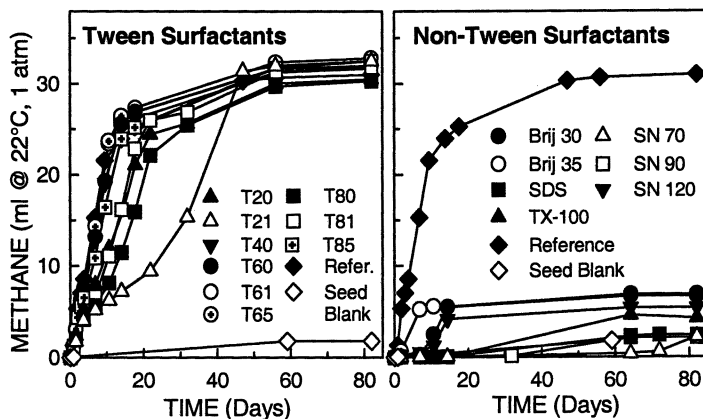 Tween Surfactants
Non-Tween Surfactants
METHANE (ml @ 22°C, 1 atm)
30
20
10
0
T20
T21
T40
T60
T61
T65
T80
T81
T85
Refer.
Seed
Blank
Brij 30
Brij 35
SDS
TX-100
Reference
Seed Blank
SN 70
SN 90
SN 120
0 20 40 60 80
0 20 40 60 80
TIME (Days)
TIME (Days)